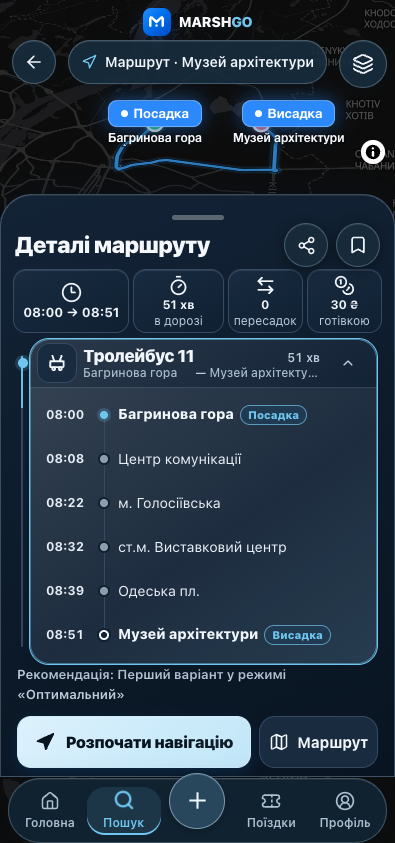 MARSHGO
Маршрут · Музей архітектури
KHOTIV
ХОТІВ
Посадка
Висадка
Багринова гора
Музей архітектури
Деталі маршруту
08:00 → 08:51
51 хв
в дорозі
0
пересадок
30 ₴
готівкою
Тролейбус 11
51 хв
Багринова гора — Музей архітекту...
08:00 Багринова гора Посадка
08:08 Центр комунікації
08:22 м. Голосіївська
08:32 ст.м. Виставковий центр
08:39 Одеська пл.
08:51 Музей архітектури Висадка
Рекомендація: Перший варіант у режимі
«Оптимальний»
Розпочати навігацію
Маршрут
Головна
Пошук
Поїздки
Профіль